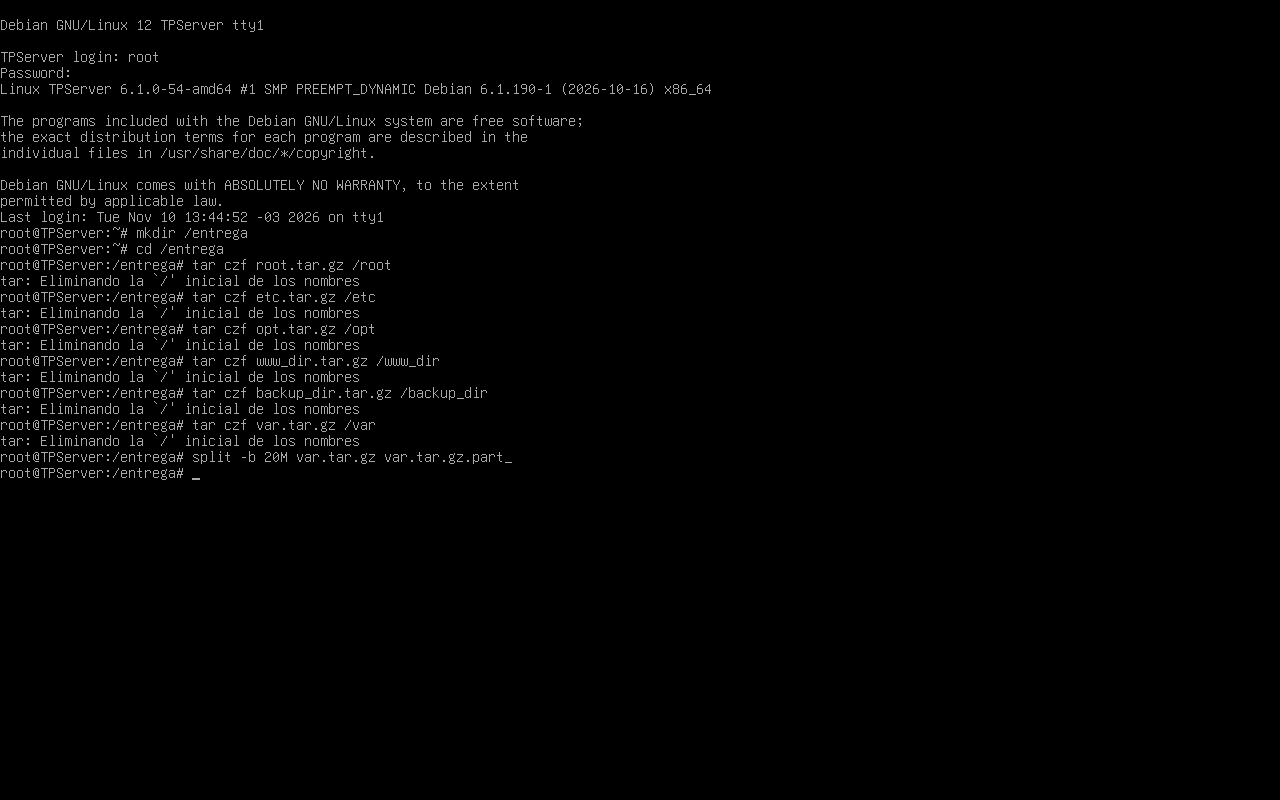 Debian GNU/Linux 12 TPServer tty1
TPServer login: root
Password:
Linux TPServer 6.1.0-54-amd64 #1 SMP PREEMPT_DYNAMIC Debian 6.1.190-1 (2026-10-16) x86_64
The programs included with the Debian GNU/Linux system are free software;
the exact distribution terms for each program are described in the
individual files in /usr/share/doc/*/copyright.
Debian GNU/Linux comes with ABSOLUTELY NO WARRANTY, to the extent
permitted by applicable law.
Last login: Tue Nov 10 13:44:52 -03 2026 on tty1
root@TPServer:~# mkdir /entrega
root@TPServer:~# cd /entrega
root@TPServer:/entrega# tar czf root.tar.gz /root
tar: Eliminando la `/' inicial de los nombres
root@TPServer:/entrega# tar czf etc.tar.gz /etc
tar: Eliminando la `/' inicial de los nombres
root@TPServer:/entrega# tar czf opt.tar.gz /opt
tar: Eliminando la `/' inicial de los nombres
root@TPServer:/entrega# tar czf www_dir.tar.gz /www_dir
tar: Eliminando la `/' inicial de los nombres
root@TPServer:/entrega# tar czf backup_dir.tar.gz /backup_dir
tar: Eliminando la `/' inicial de los nombres
root@TPServer:/entrega# tar czf var.tar.gz /var
tar: Eliminando la `/' inicial de los nombres
root@TPServer:/entrega# split -b 20M var.tar.gz var.tar.gz.part_
root@TPServer:/entrega# _